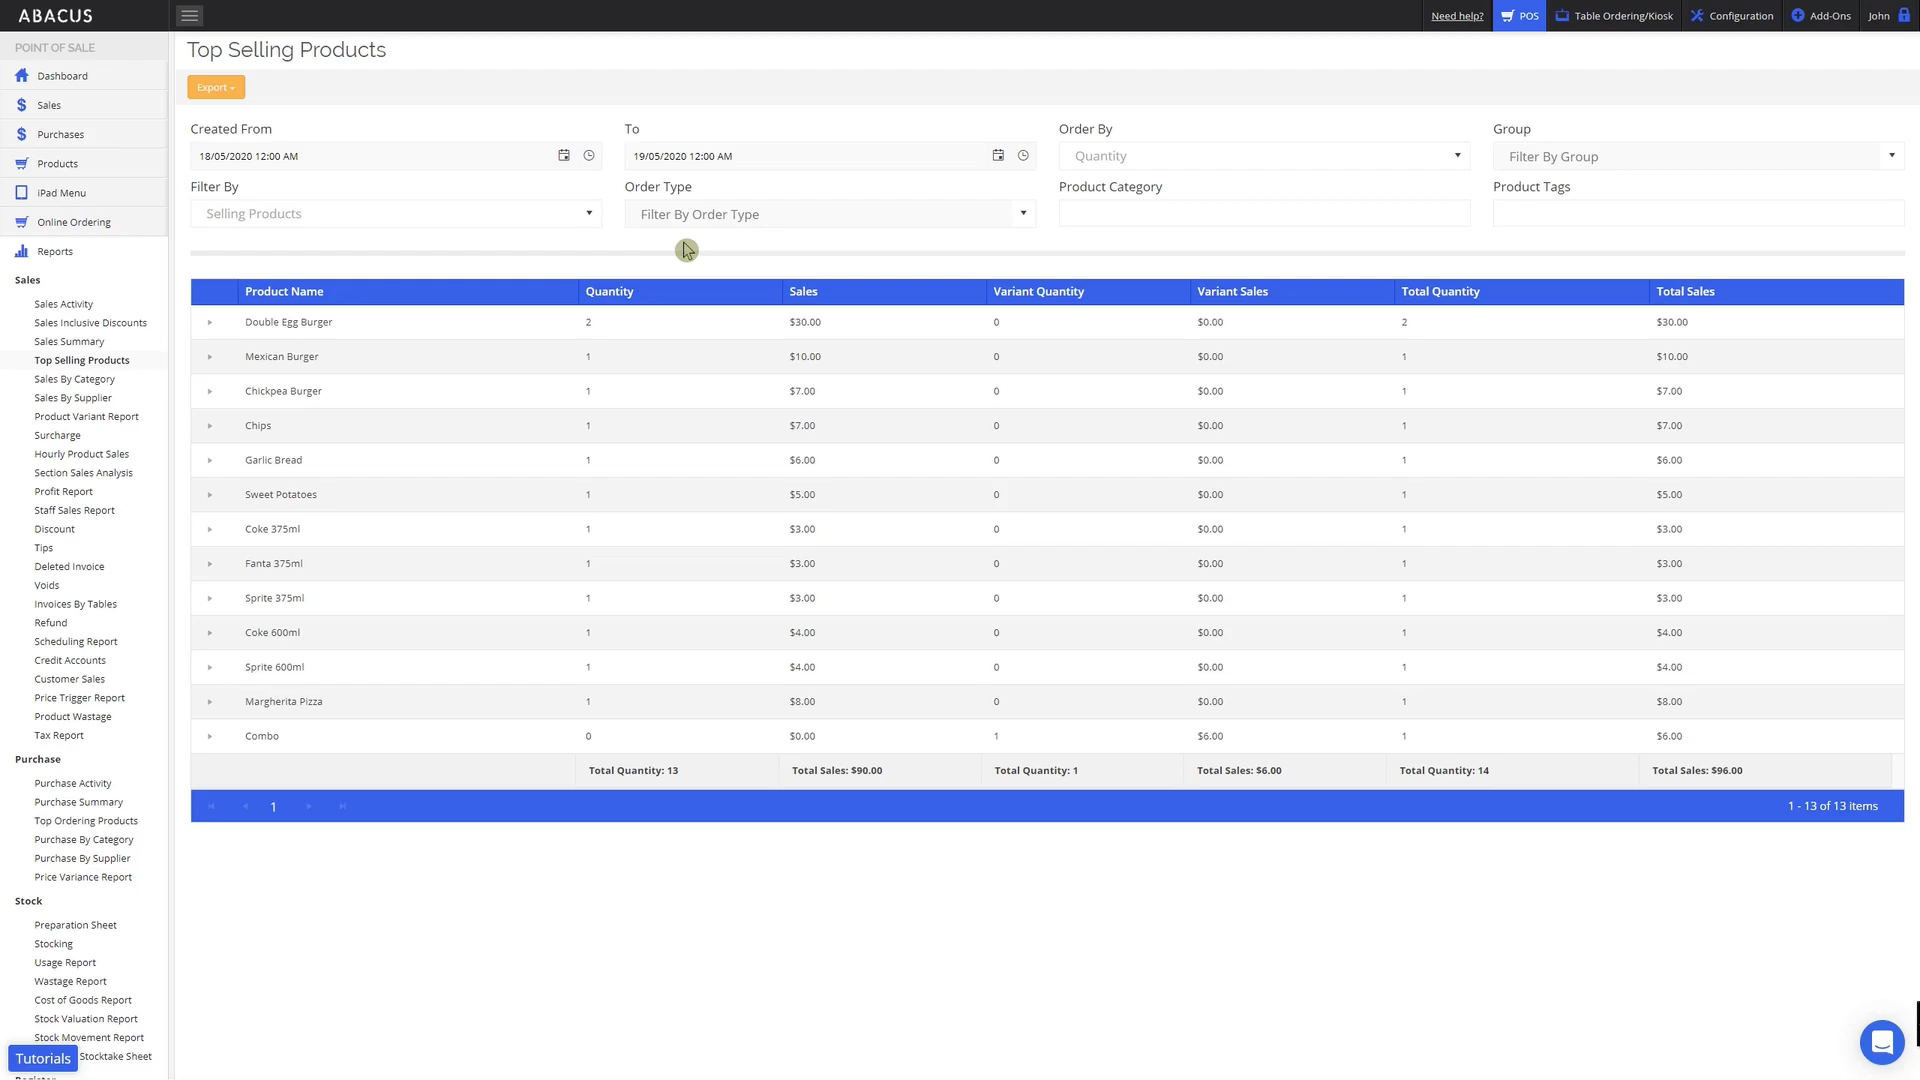 ABACUS
Need help?
POS
Table Ordering/Kiosk
Configuration
Add-Ons
John
POINT OF SALE
Dashboard
Sales
Purchases
Products
iPad Menu
Online Ordering
Reports
Sales
Sales Activity
Sales Inclusive Discounts
Sales Summary
Top Selling Products
Sales By Category
Sales By Supplier
Product Variant Report
Surcharge
Hourly Product Sales
Section Sales Analysis
Profit Report
Staff Sales Report
Discount
Tips
Deleted Invoice
Voids
Invoices By Tables
Refund
Scheduling Report
Credit Accounts
Customer Sales
Price Trigger Report
Product Wastage
Tax Report
Purchase
Purchase Activity
Purchase Summary
Top Ordering Products
Purchase By Category
Purchase By Supplier
Price Variance Report
Stock
Preparation Sheet
Stocking
Usage Report
Wastage Report
Cost of Goods Report
Stock Valuation Report
Stock Movement Report
Tutorials Stocktake Sheet
Top Selling Products
Export
Created From To Order By Group
18/05/2020 12:00 AM 19/05/2020 12:00 AM Quantity Filter By Group
Filter By Order Type Product Category Product Tags
Selling Products Filter By Order Type
Product Name Quantity Sales Variant Quantity Variant Sales Total Quantity Total Sales
Double Egg Burger 2 $30.00 0 $0.00 2 $30.00
Mexican Burger 1 $10.00 0 $0.00 1 $10.00
Chickpea Burger 1 $7.00 0 $0.00 1 $7.00
Chips 1 $7.00 0 $0.00 1 $7.00
Garlic Bread 1 $6.00 0 $0.00 1 $6.00
Sweet Potatoes 1 $5.00 0 $0.00 1 $5.00
Coke 375ml 1 $3.00 0 $0.00 1 $3.00
Fanta 375ml 1 $3.00 0 $0.00 1 $3.00
Sprite 375ml 1 $3.00 0 $0.00 1 $3.00
Coke 600ml 1 $4.00 0 $0.00 1 $4.00
Sprite 600ml 1 $4.00 0 $0.00 1 $4.00
Margherita Pizza 1 $8.00 0 $0.00 1 $8.00
Combo 0 $0.00 1 $6.00 1 $6.00
Total Quantity: 13 Total Sales: $90.00 Total Quantity: 1 Total Sales: $6.00 Total Quantity: 14 Total Sales: $96.00
1 1 - 13 of 13 items